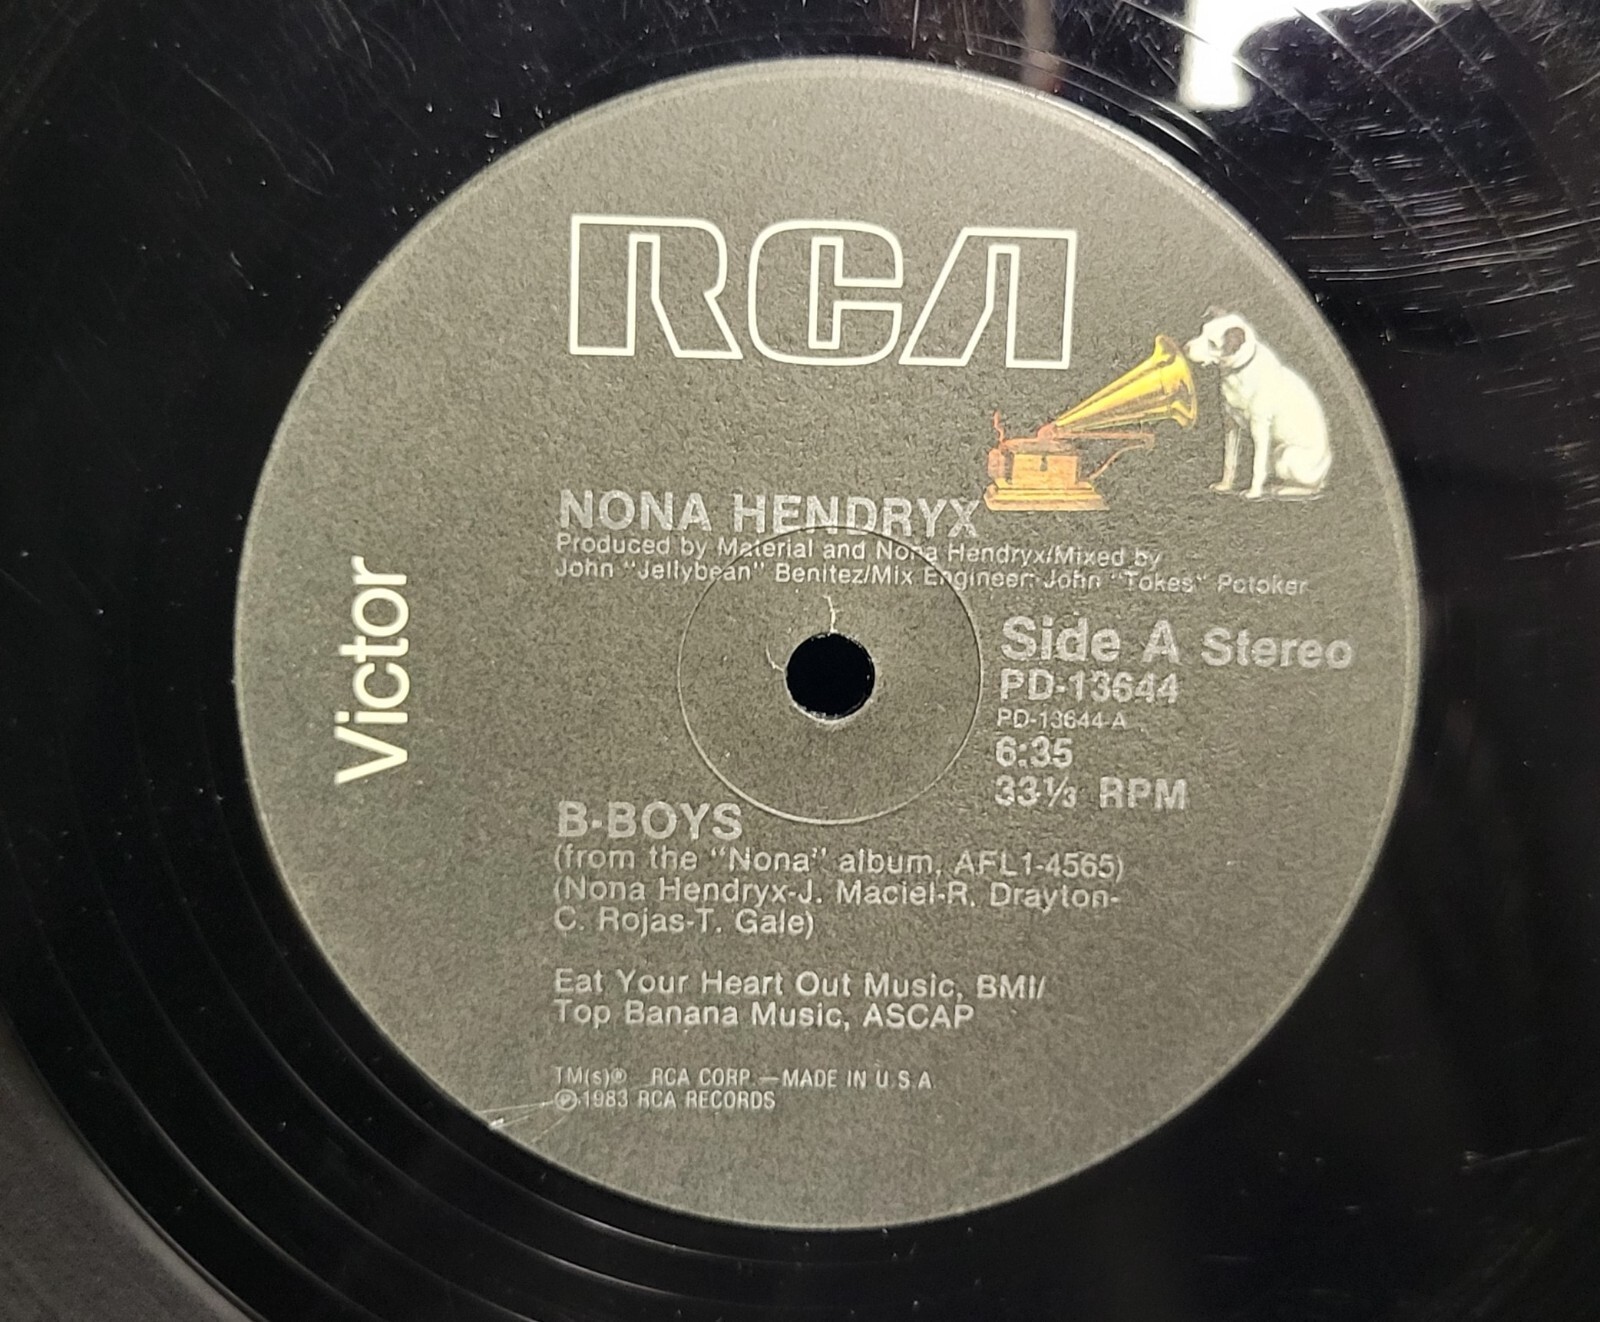 RCA
Victor
NONA HENDRYX
Produced by Material and Nona Hendryx/Mixed by
John "Jellybean" Benitez/Mix Engineer: John "Tokes" Potoker
Side A Stereo
PD-13644
PD-13644-A
6:35
33⅓ RPM
B-BOYS
(from the "Nona" album, AFL1-4565)
(Nona Hendryx-J. Maciel-R. Drayton-
C. Rojas-T. Gale)
Eat Your Heart Out Music, BMI/
Top Banana Music, ASCAP
TM(s)® RCA CORP.—MADE IN U.S.A.
℗1983 RCA RECORDS